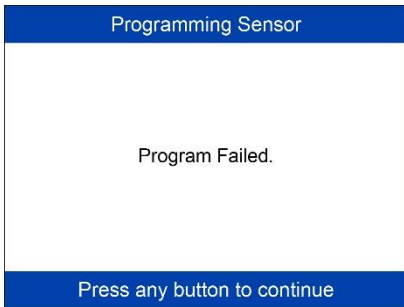 Programming Sensor
Program Failed.
Press any button to continue